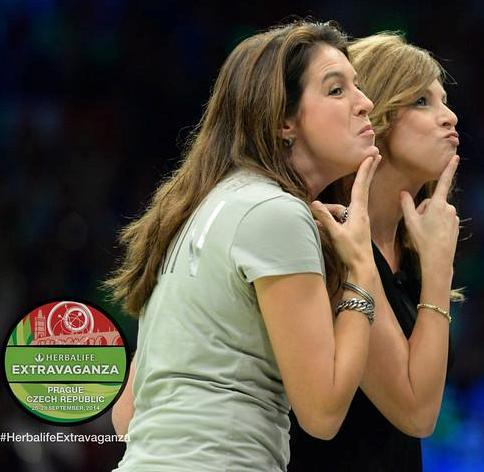 HERBALIFE
EXTRAVAGANZA
PRAGUE
CZECH REPUBLIC
26-28 SEPTEMBER, 2014
#HerbalifeExtravaganza